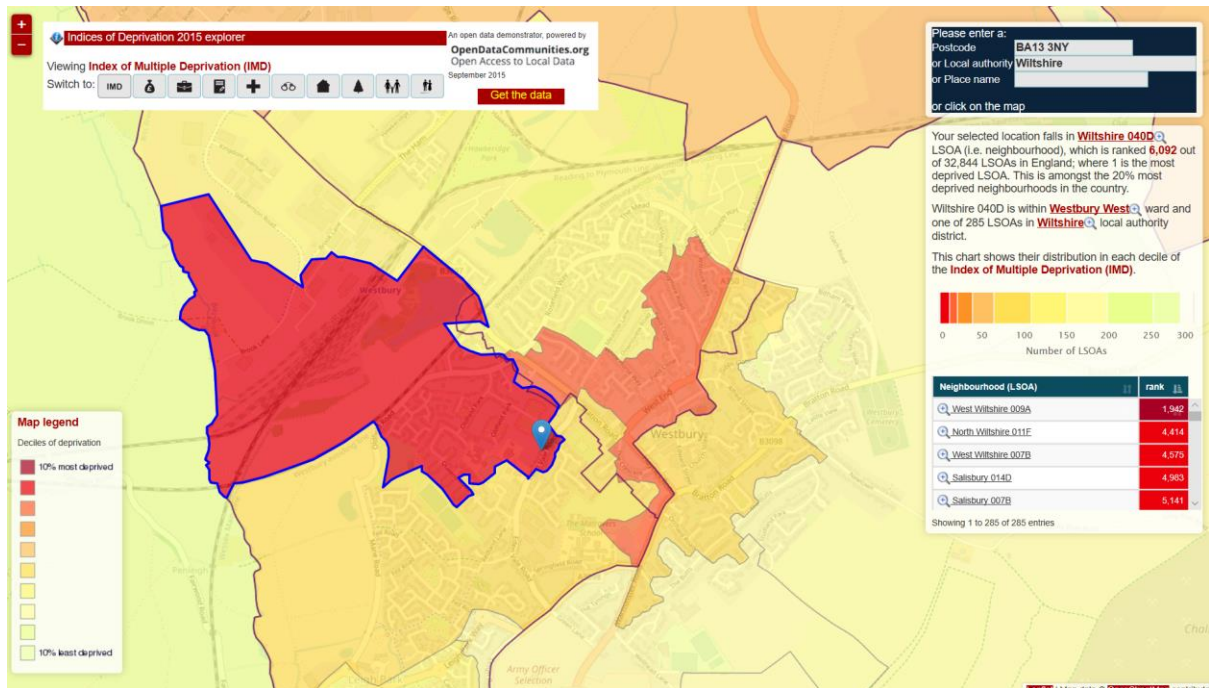 +
−
Indices of Deprivation 2015 explorer
Viewing Index of Multiple Deprivation (IMD)
Switch to:
IMD
An open data demonstrator, powered by
OpenDataCommunities.org
Open Access to Local Data
September 2015
Get the data
Please enter a:
Postcode BA13 3NY
or Local authority Wiltshire
or Place name
or click on the map
Your selected location falls in Wiltshire 040D
LSOA (i.e. neighbourhood), which is ranked 6,092 out
of 32,844 LSOAs in England; where 1 is the most
deprived LSOA. This is amongst the 20% most
deprived neighbourhoods in the country.
Wiltshire 040D is within Westbury West ward and
one of 285 LSOAs in Wiltshire local authority
district.
This chart shows their distribution in each decile of
the Index of Multiple Deprivation (IMD).
0 50 100 150 200 250 300
Number of LSOAs
Neighbourhood (LSOA) rank
West Wiltshire 009A 1,942
North Wiltshire 011F 4,414
West Wiltshire 007B 4,575
Salisbury 014D 4,983
Salisbury 007B 5,141
Showing 1 to 285 of 285 entries
Westbury
West End
Westbury
B3098
Penleigh
Leigh Park
Army Officer
Selection
Map legend
Deciles of deprivation
10% most deprived
10% least deprived